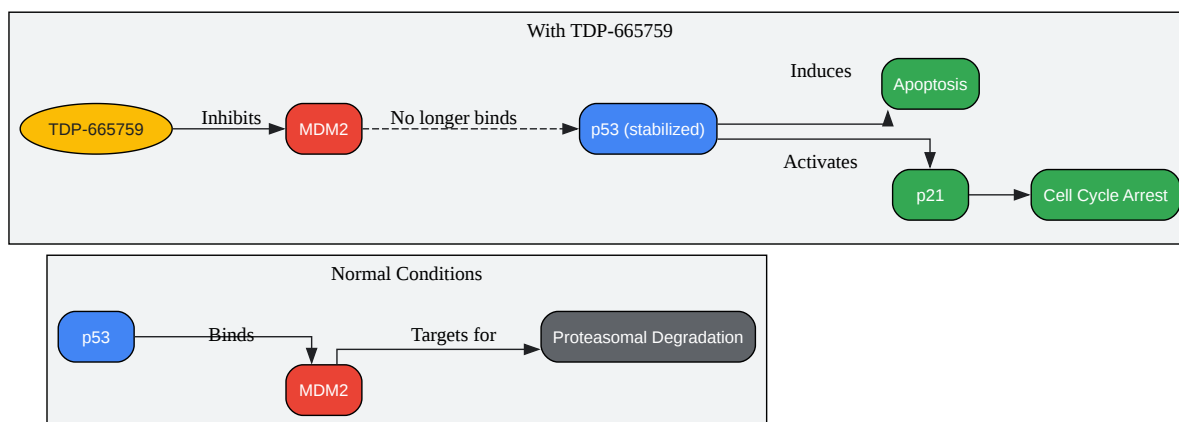 With TDP-665759
Induces
Apoptosis
TDP-665759
Inhibits
MDM2
No longer binds
p53 (stabilized)
Activates
p21
Cell Cycle Arrest
Normal Conditions
p53
Binds
MDM2
Targets for
Proteasomal Degradation